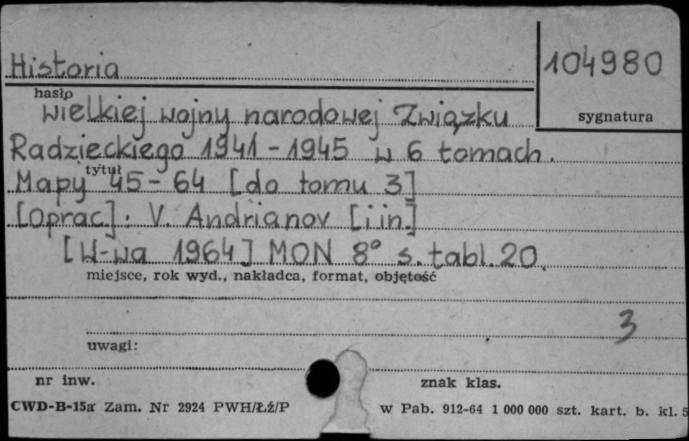 Historia
104980
hasło
sygnatura
wielkiej wojny narodowej Związku
Radzieckiego 1941-1945 w 6 tomach.
tytuł
Mapy 45-64 [do tomu 3]
[Oprac.]: V. Andrianov [i in.]
[W-wa 1964] MON 8° s. tabl. 20.
miejsce, rok wyd., nakładca, format, objętość
3
uwagi:
nr inw.
znak klas.
CWD-B-15a Zam. Nr 2924 PWH/Łź/P
w Pab. 912-64 1 000 000 szt. kart. b. kl. 5